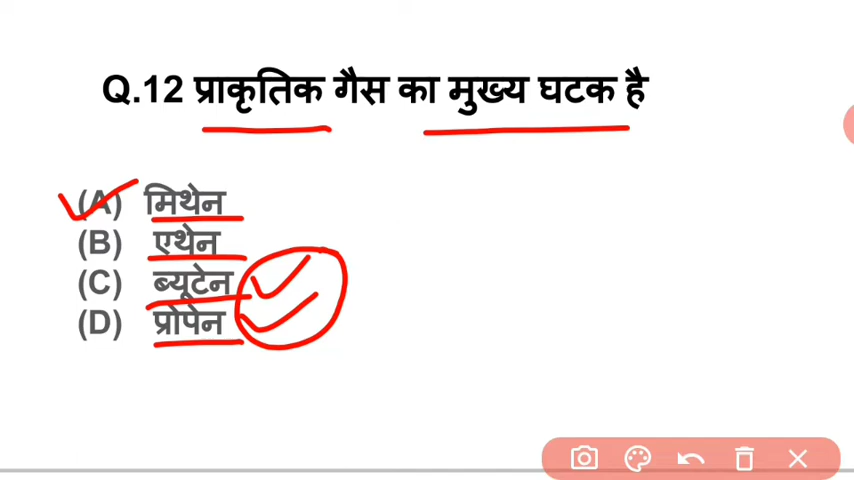 Q.12 प्राकृतिक गैस का मुख्य घटक है
(A) मिथेन
(B) एथेन
(C) ब्यूटेन
(D) प्रोपेन